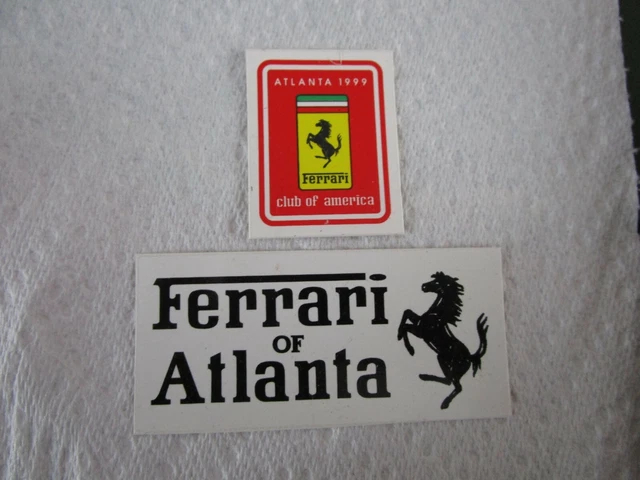 ATLANTA 1999
Ferrari
club of america
Ferrari
OF
Atlanta